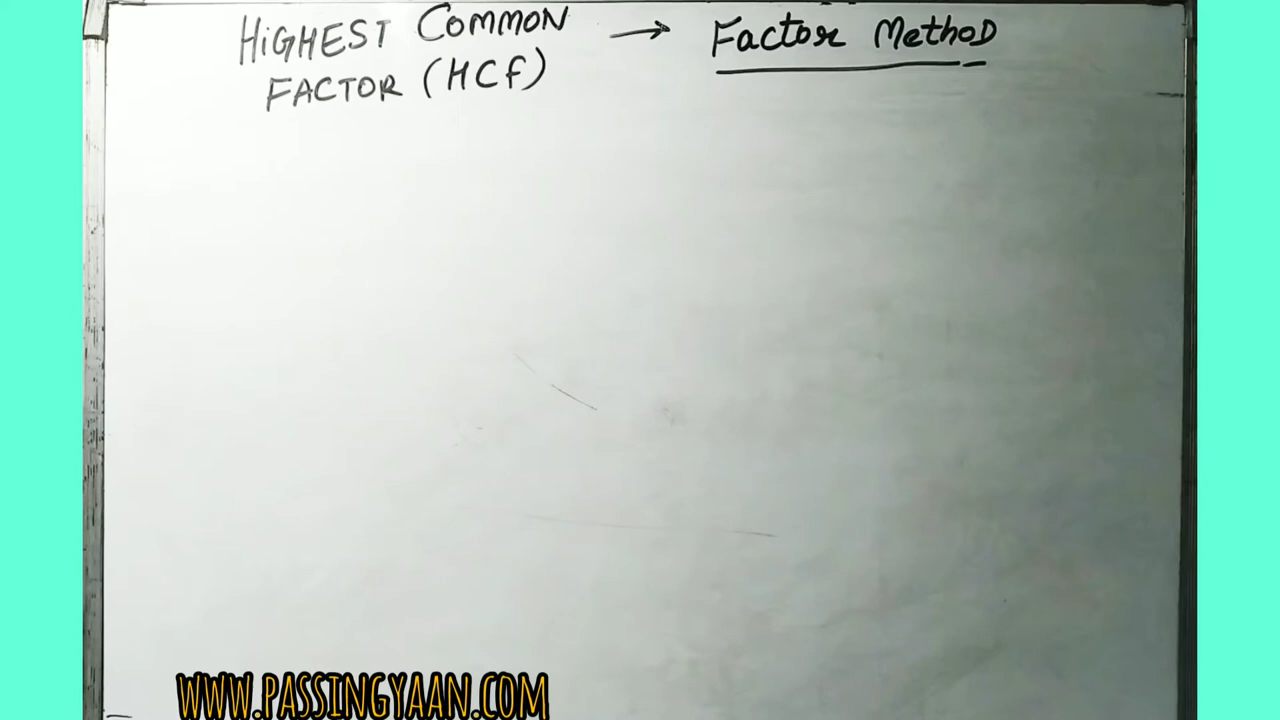 HiGHEST COMMON → Factor MethoD
FACTOR (HCF)
WWW.PASSINGYAAN.COM